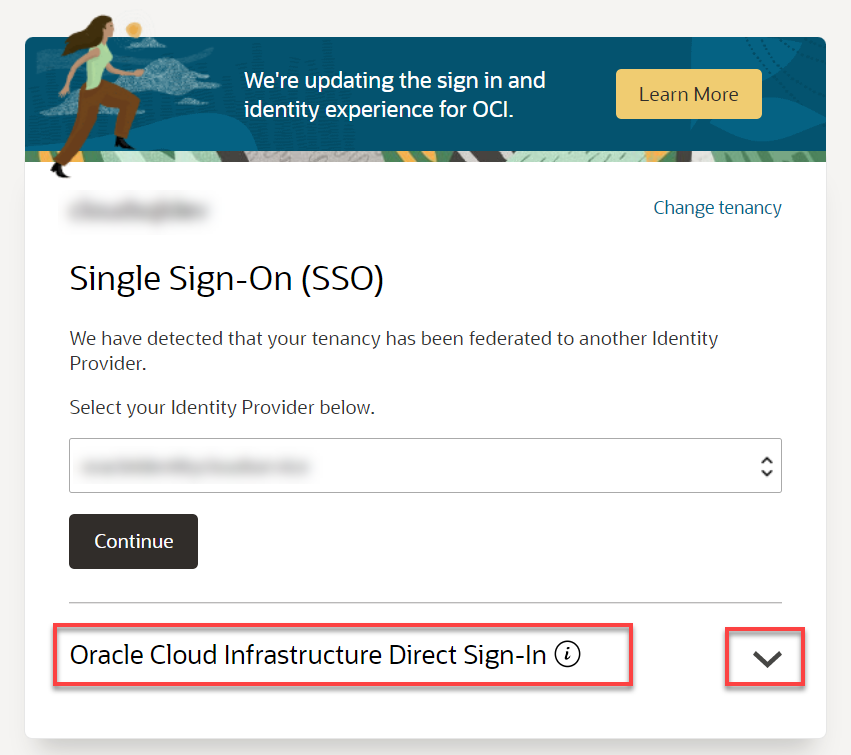 We're updating the sign in and
identity experience for OCI.
Learn More
Change tenancy
Single Sign-On (SSO)
We have detected that your tenancy has been federated to another Identity
Provider.
Select your Identity Provider below.
Continue
Oracle Cloud Infrastructure Direct Sign-In i